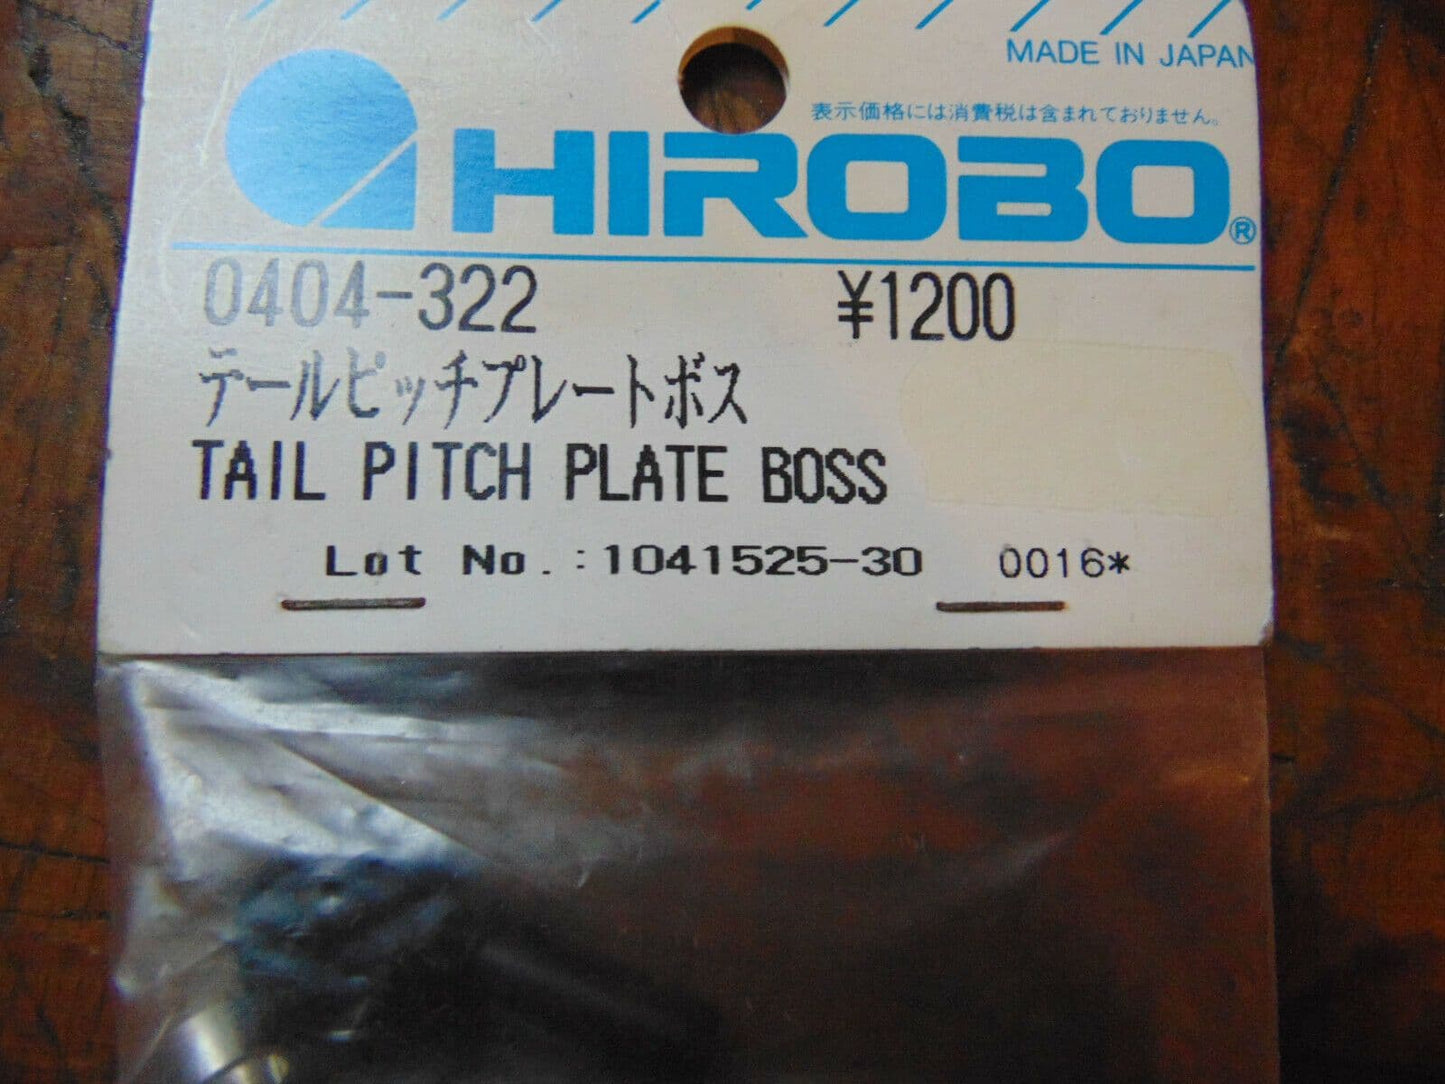 MADE IN JAPAN
表示価格には消費税は含まれておりません。
HIROBO®
0404-322 ¥1200
テールピッチプレートボス
TAIL PITCH PLATE BOSS
Lot No.:1041525-30 0016*